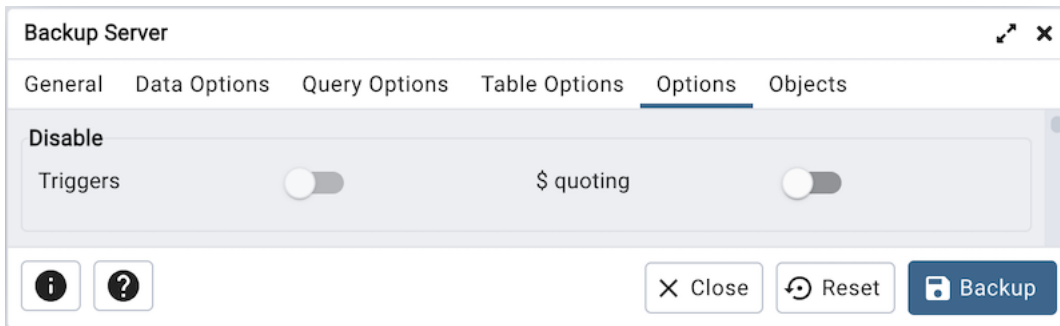 Backup Server
General Data Options Query Options Table Options Options Objects
Disable
Triggers $ quoting
Close Reset Backup